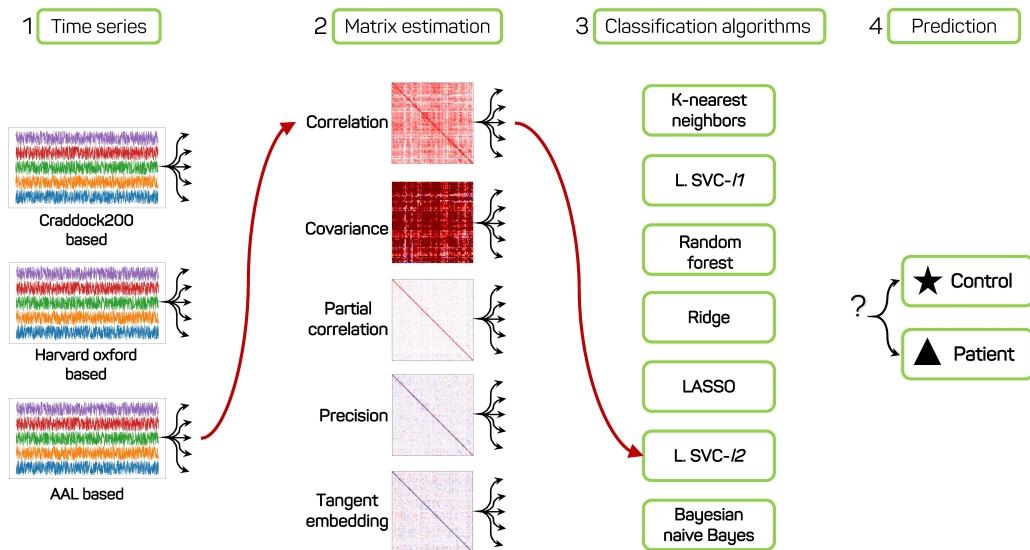 1 Time series
2 Matrix estimation
3 Classification algorithms
4 Prediction
Craddock200
based
Harvard oxford
based
AAL based
Correlation
Covariance
Partial
correlation
Precision
Tangent
embedding
K-nearest
neighbors
L. SVC-l1
Random
forest
Ridge
LASSO
L. SVC-l2
Bayesian
naive Bayes
?
Control
Patient